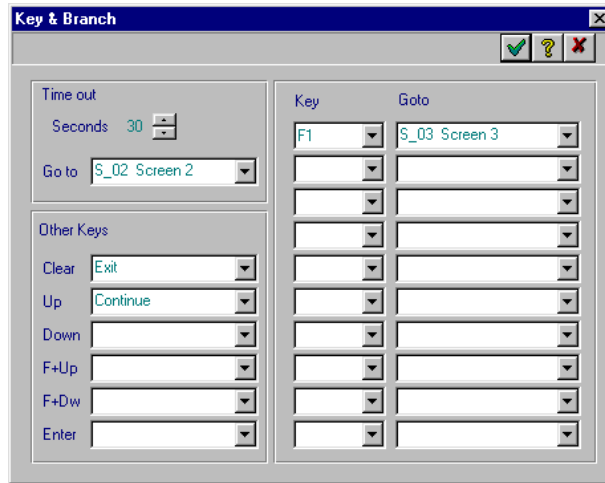 Key & Branch
Time out
Seconds 30
Go to S_02 Screen 2
Other Keys
Clear Exit
Up Continue
Down
F+Up
F+Dw
Enter
Key Goto
F1 S_03 Screen 3